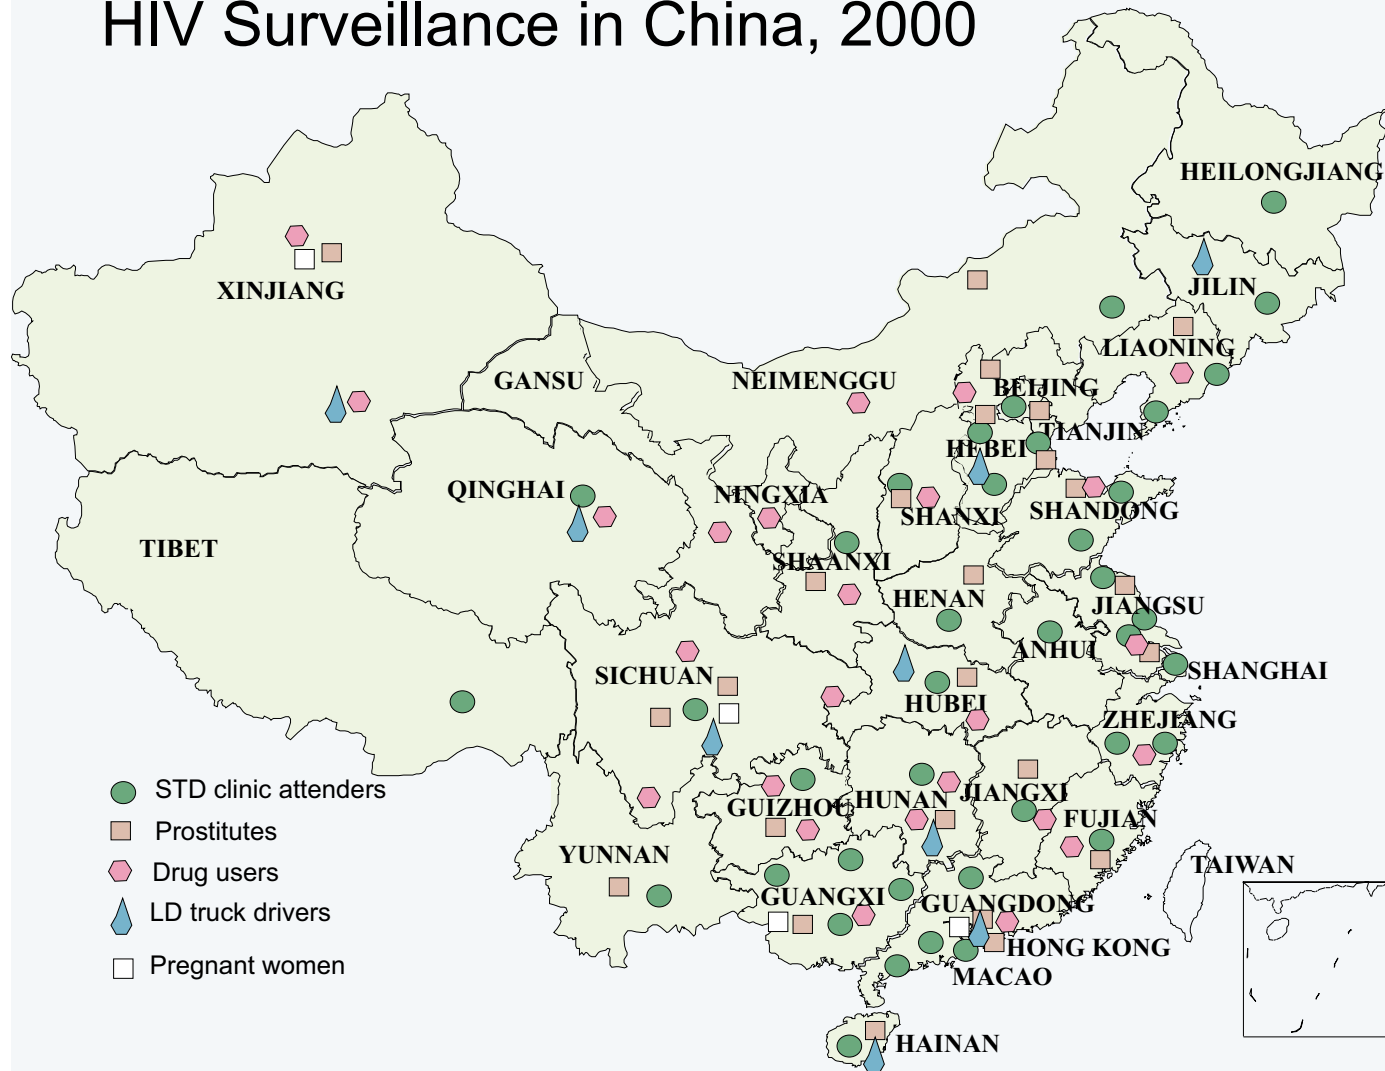 HIV Surveillance in China, 2000
HEILONGJIANG
JILIN
XINJIANG
LIAONING
GANSU
NEIMENGGU
BEIJING
TIANJIN
HEBEI
QINGHAI
NINGXIA
SHANXI
SHANDONG
TIBET
SHAANXI
HENAN
JIANGSU
ANHUI
SICHUAN
SHANGHAI
HUBEI
ZHEJIANG
STD clinic attenders
GUIZHOU
HUNAN
JIANGXI
FUJIAN
Prostitutes
YUNNAN
TAIWAN
Drug users
GUANGXI
GUANGDONG
LD truck drivers
HONG KONG
Pregnant women
MACAO
HAINAN